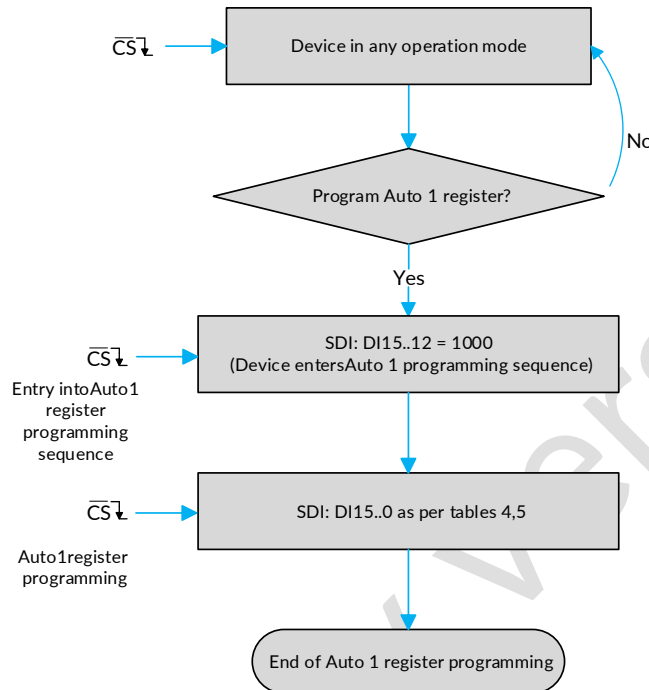 CS
Device in any operation mode
No
Program Auto 1 register?
Yes
SDI: DI15..12 = 1000
(Device entersAuto 1 programming sequence)
CS
Entry intoAuto1
register
programming
sequence
CS
SDI: DI15..0 as per tables 4,5
Auto1register
programming
End of Auto 1 register programming